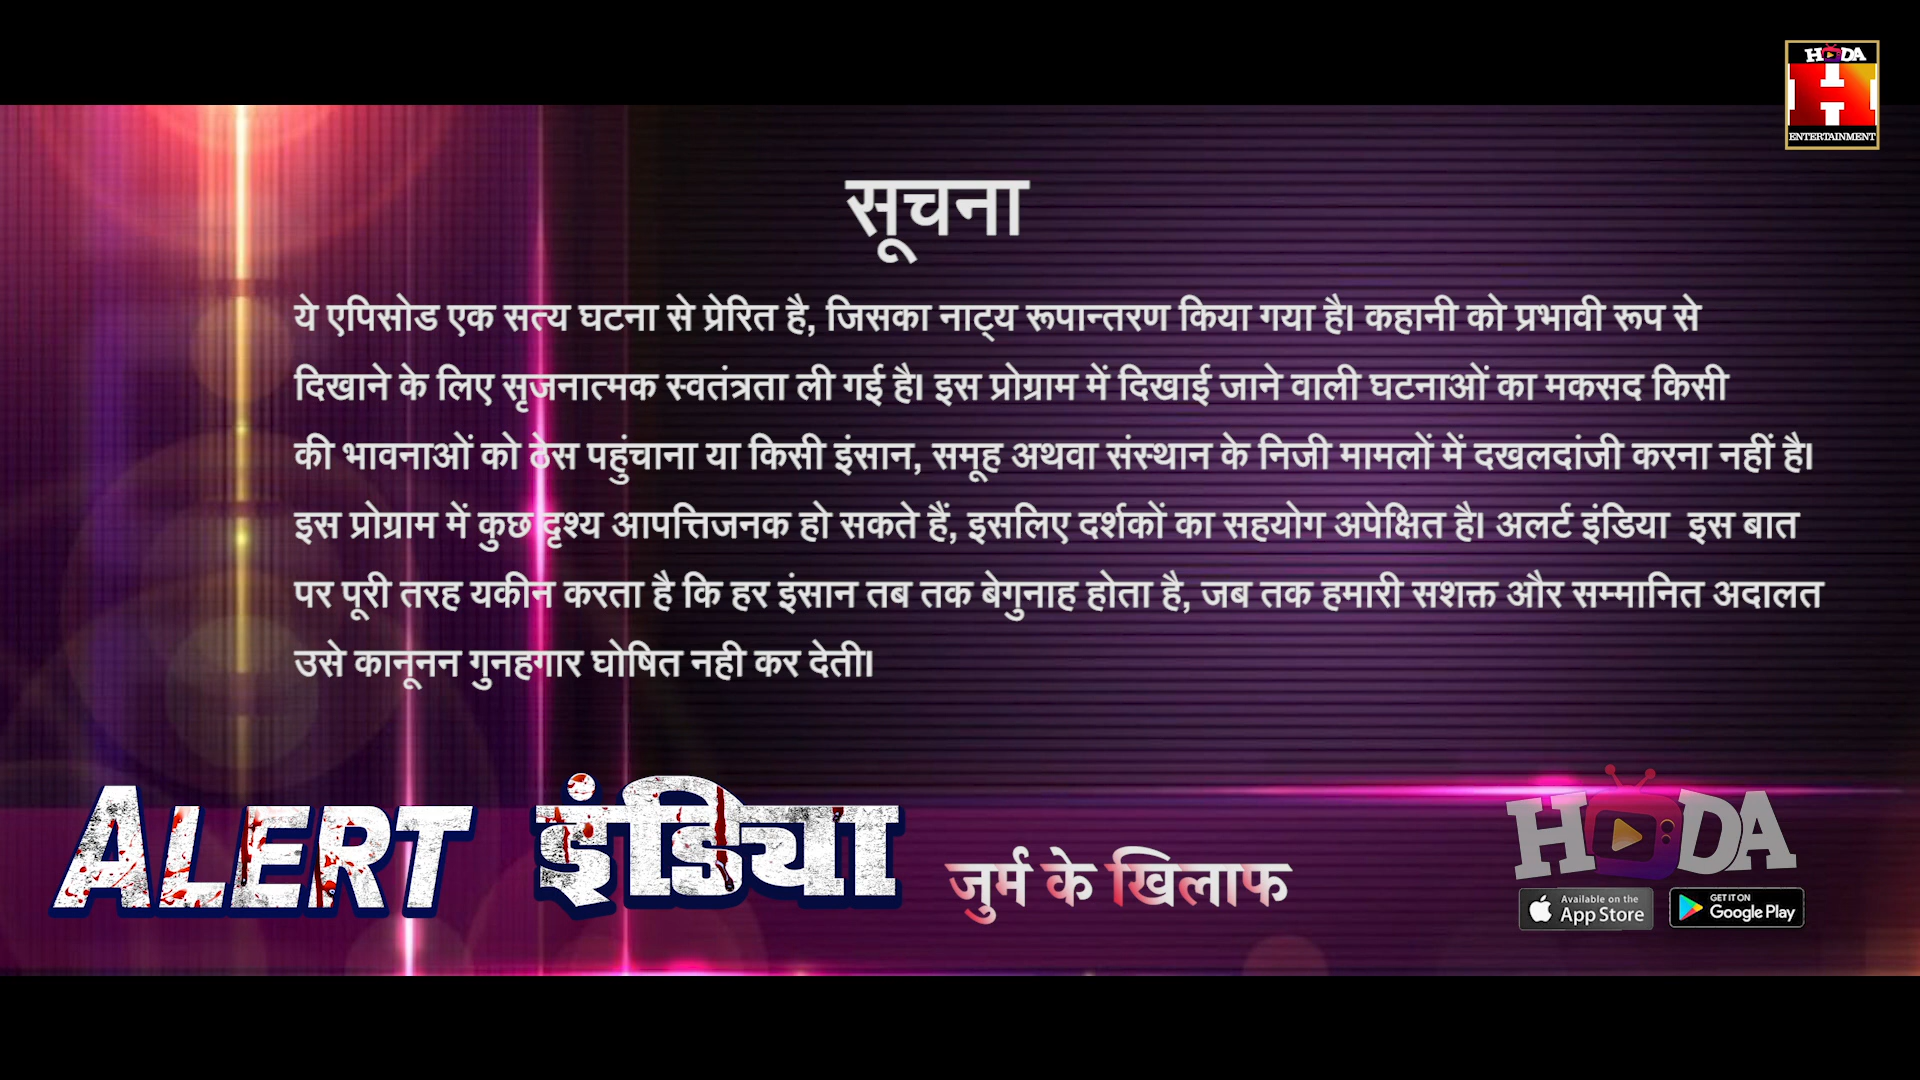 HODA
H
ENTERTAINMENT
सूचना
ये एपिसोड एक सत्य घटना से प्रेरित है, जिसका नाट्य रूपान्तरण किया गया है। कहानी को प्रभावी रूप से
दिखाने के लिए सृजनात्मक स्वतंत्रता ली गई है। इस प्रोग्राम में दिखाई जाने वाली घटनाओं का मकसद किसी
की भावनाओं को ठेस पहुंचाना या किसी इंसान, समूह अथवा संस्थान के निजी मामलों में दखलदांजी करना नहीं है।
इस प्रोग्राम में कुछ दृश्य आपत्तिजनक हो सकते हैं, इसलिए दर्शकों का सहयोग अपेक्षित है। अलर्ट इंडिया इस बात
पर पूरी तरह यकीन करता है कि हर इंसान तब तक बेगुनाह होता है, जब तक हमारी सशक्त और सम्मानित अदालत
उसे कानूनन गुनहगार घोषित नही कर देती।
ALERT इंडिया जुर्म के खिलाफ
HODA
Available on the App Store
GET IT ON Google Play